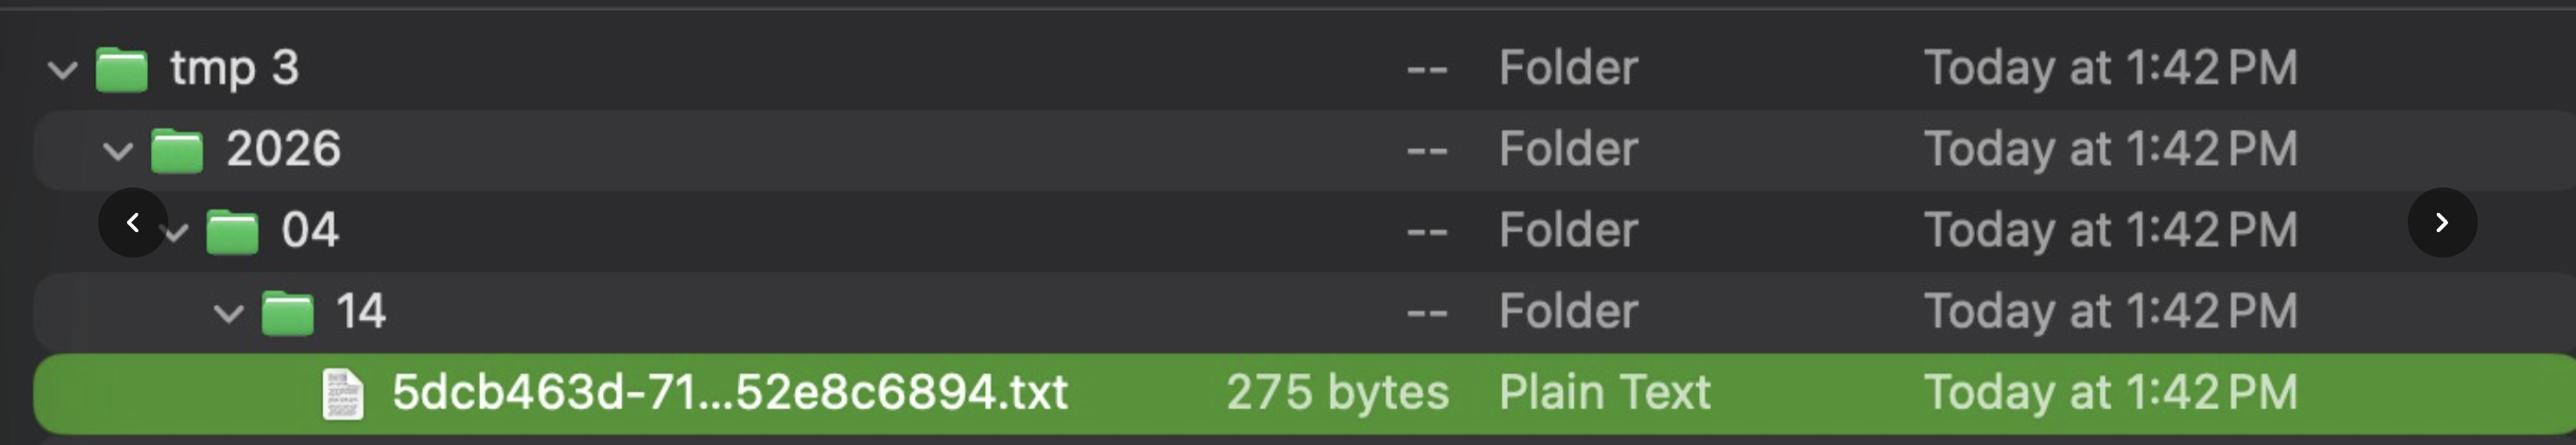 tmp 3 -- Folder Today at 1:42 PM
2026 -- Folder Today at 1:42 PM
04 -- Folder Today at 1:42 PM
14 -- Folder Today at 1:42 PM
5dcb463d-71...52e8c6894.txt 275 bytes Plain Text Today at 1:42 PM